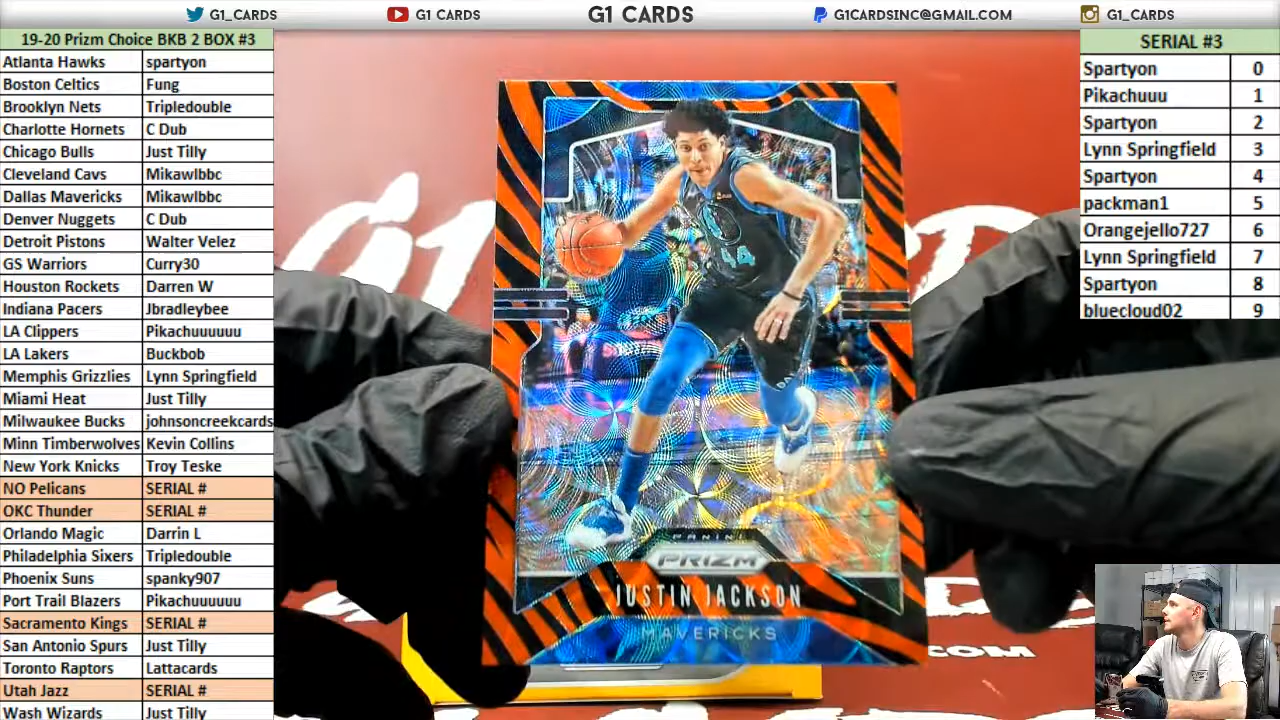 G1_CARDS
G1 CARDS
G1 CARDS
G1CARDSINC@GMAIL.COM
G1_CARDS
19-20 Prizm Choice BKB 2 BOX #3
Atlanta Hawks spartyon
Boston Celtics Fung
Brooklyn Nets Tripledouble
Charlotte Hornets C Dub
Chicago Bulls Just Tilly
Cleveland Cavs Mikawlbbc
Dallas Mavericks Mikawlbbc
Denver Nuggets C Dub
Detroit Pistons Walter Velez
GS Warriors Curry30
Houston Rockets Darren W
Indiana Pacers Jbradleybee
LA Clippers Pikachuuuuu
LA Lakers Buckbob
Memphis Grizzlies Lynn Springfield
Miami Heat Just Tilly
Milwaukee Bucks johnsoncreekcards
Minn Timberwolves Kevin Collins
New York Knicks Troy Teske
NO Pelicans SERIAL #
OKC Thunder SERIAL #
Orlando Magic Darrin L
Philadelphia Sixers Tripledouble
Phoenix Suns spanky907
Port Trail Blazers Pikachuuuuu
Sacramento Kings SERIAL #
San Antonio Spurs Just Tilly
Toronto Raptors Lattacards
Utah Jazz SERIAL #
Wash Wizards Just Tilly
44
PANINI
PRIZM
JUSTIN JACKSON
MAVERICKS
G1
.COM
SERIAL #3
Spartyon 0
Pikachuuu 1
Spartyon 2
Lynn Springfield 3
Spartyon 4
packman1 5
Orangejello727 6
Lynn Springfield 7
Spartyon 8
bluecloud02 9